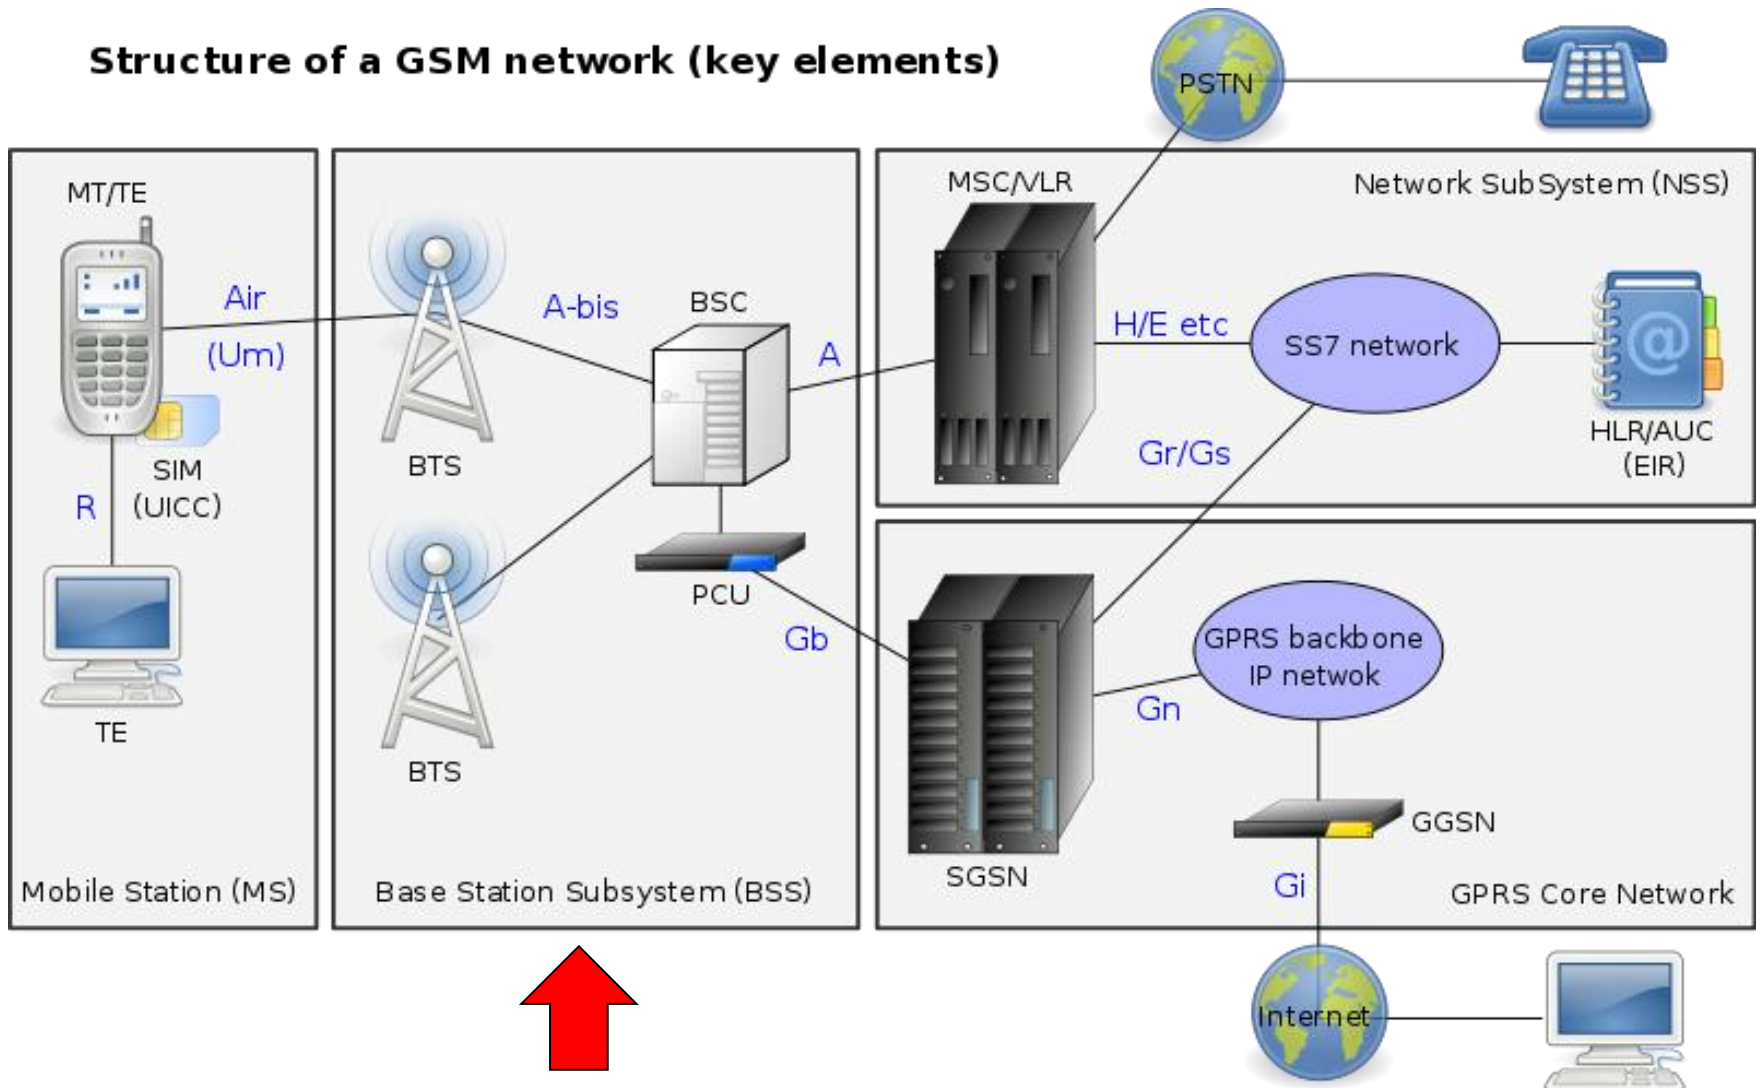 Structure of a GSM network (key elements)
PSTN
MT/TE
Air
(Um)
SIM
(UICC)
R
TE
Mobile Station (MS)
BTS
A-bis
BSC
A
BTS
PCU
Gb
Base Station Subsystem (BSS)
MSC/VLR
Network SubSystem (NSS)
H/E etc
SS7 network
HLR/AUC
(EIR)
Gr/Gs
SGSN
Gn
GPRS backbone
IP netwok
GGSN
Gi
GPRS Core Network
Internet